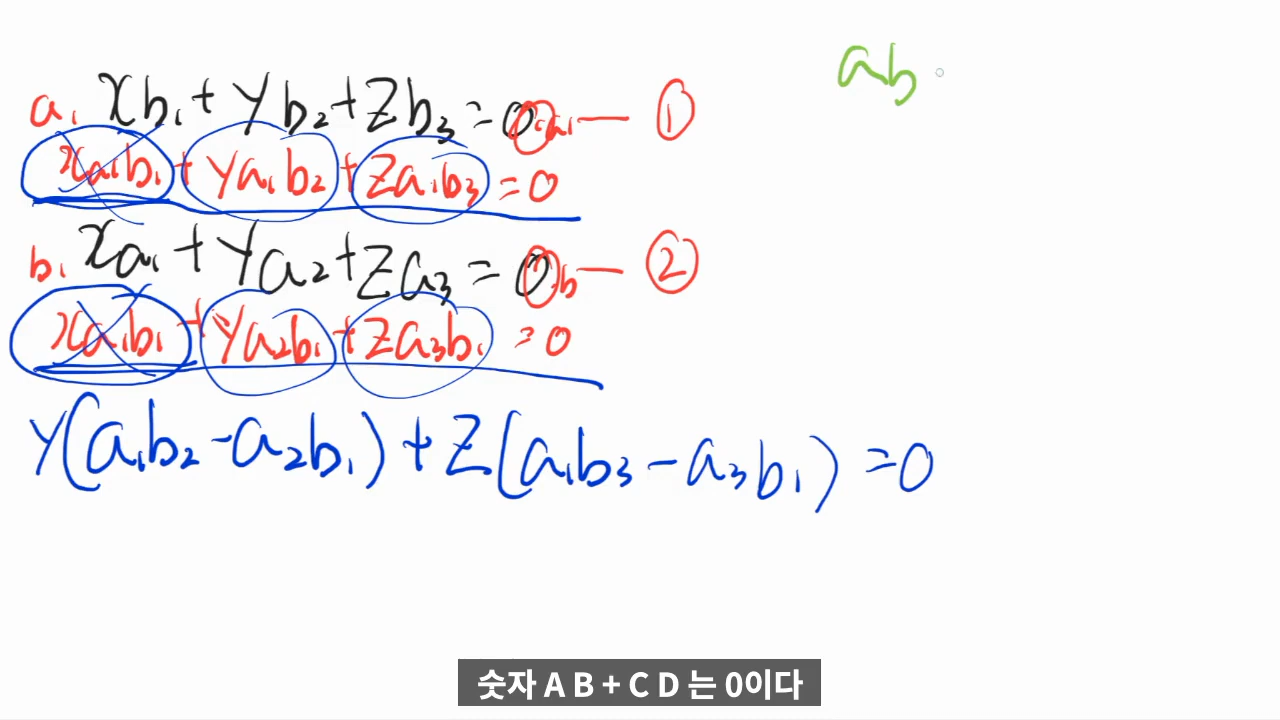 ab
a₁ xb₁+yb₂+zb₃=0·a₁— ①
xa₁b₁+ya₁b₂+za₁b₃=0
b₁ xa₁+ya₂+za₃=0·b— ②
xa₁b₁+ya₂b₁+za₃b₁=0
y(a₁b₂-a₂b₁)+z(a₁b₃-a₃b₁)=0
숫자 A B + C D 는 0이다